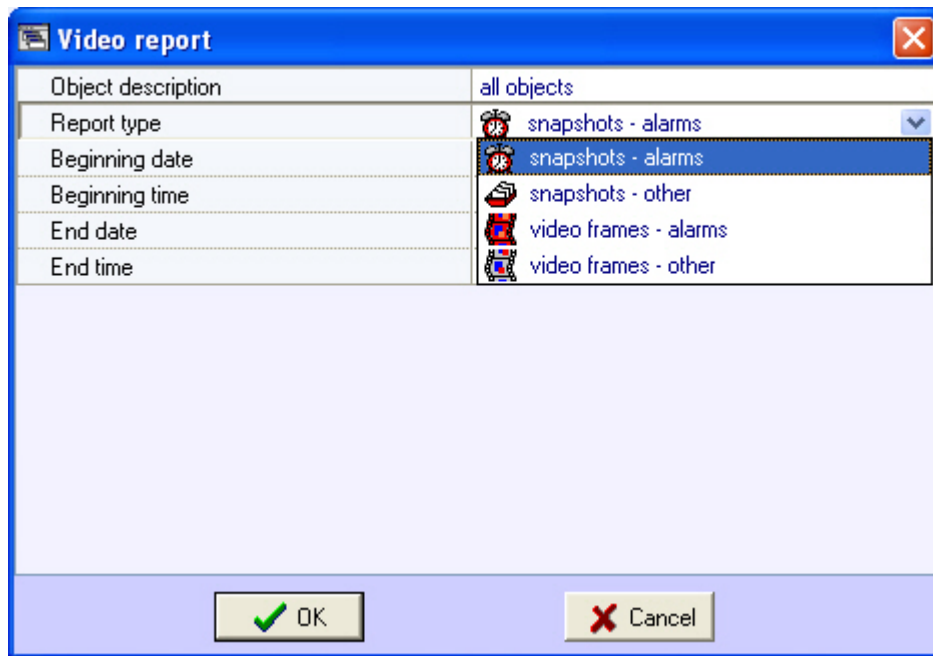 Video report
Object description all objects
Report type snapshots - alarms
Beginning date snapshots - alarms
Beginning time snapshots - other
End date video frames - alarms
End time video frames - other
OK Cancel